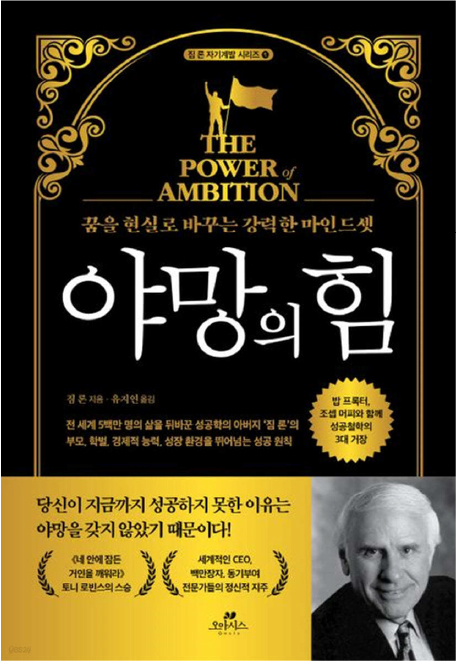 짐 론 자기계발 시리즈 1
THE
POWER of
AMBITION
꿈을 현실로 바꾸는 강력한 마인드셋
야망의 힘
짐 론 지음 · 유지연 옮김
전 세계 5백만 명의 삶을 뒤바꾼 성공학의 아버지 '짐 론'의
부모, 학벌, 경제적 능력, 성장 환경을 뛰어넘는 성공 원칙
밥 프록터,
조셉 머피와 함께
성공철학의
3대 거장
당신이 지금까지 성공하지 못한 이유는
야망을 갖지 않았기 때문이다!
《네 안에 잠든
거인을 깨워라》
토니 로빈스의 스승
세계적인 CEO,
백만장자, 동기부여
전문가들의 정신적 지주
오아시스
Oasis